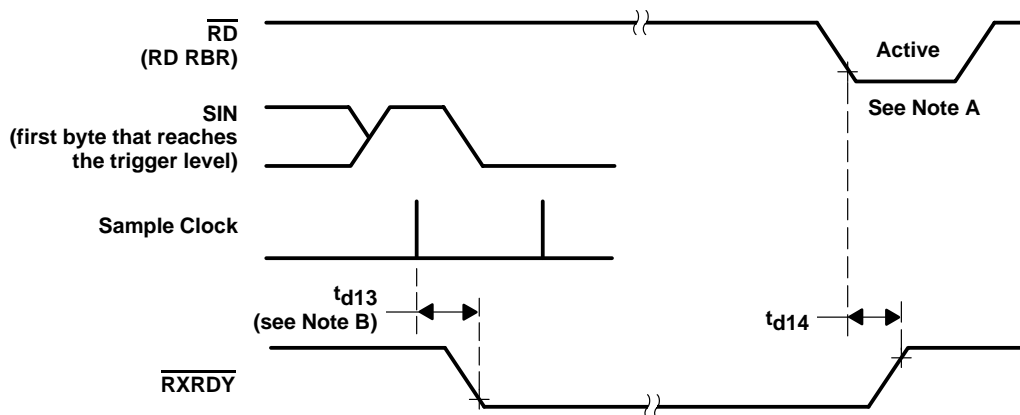 RD
(RD RBR)
Active
See Note A
SIN
(first byte that reaches
the trigger level)
Sample Clock
td13
(see Note B)
td14
RXRDY